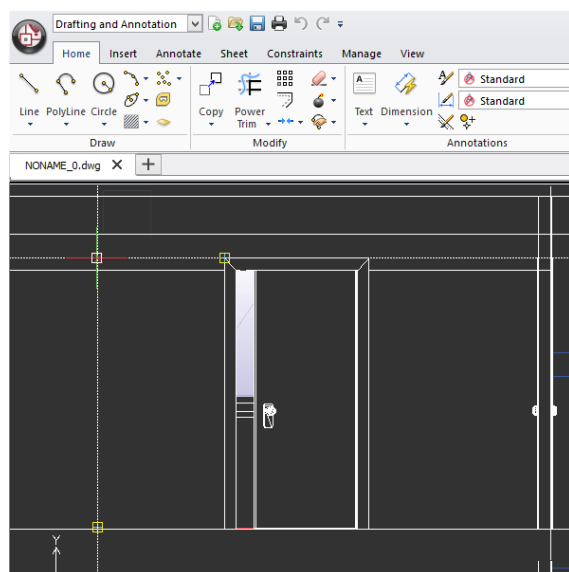 Drafting and Annotation
Home Insert Annotate Sheet Constraints Manage View
A Standard
Standard
Line PolyLine Circle Copy Power Trim Text Dimension
Draw Modify Annotations
NONAME_0.dwg
Y